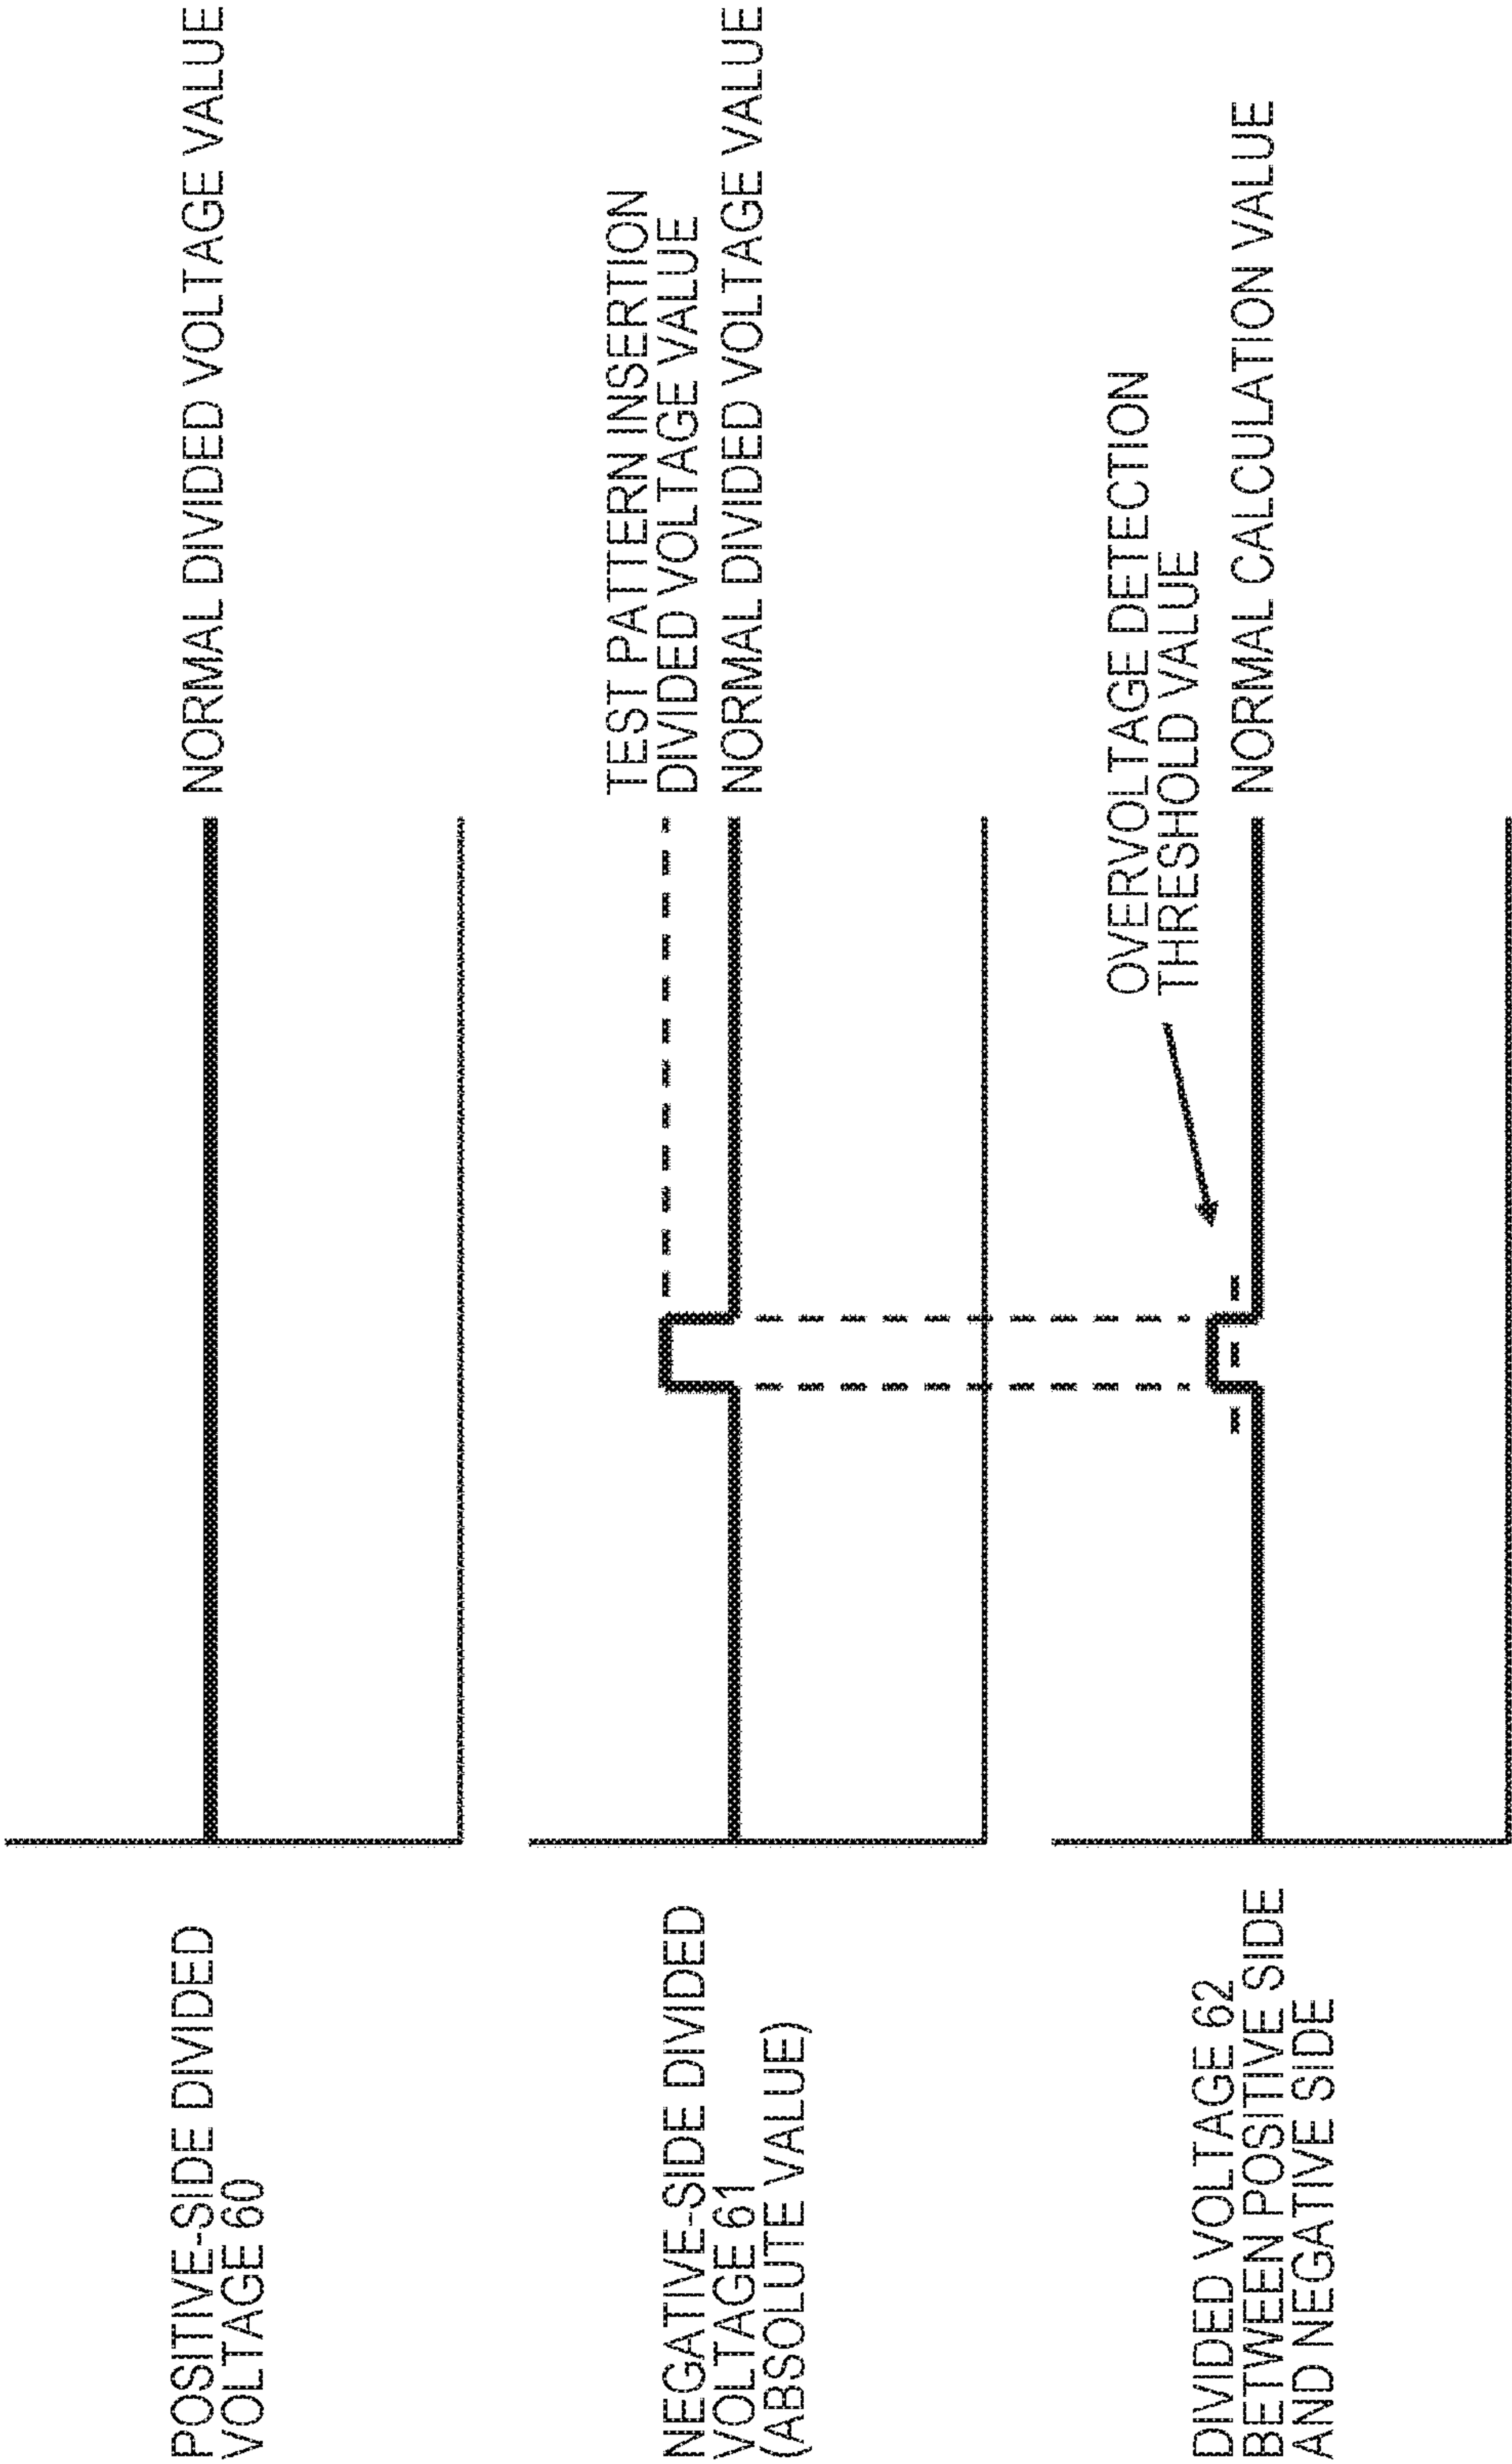 POSITIVE-SIDE DIVIDED
VOLTAGE 60
NORMAL DIVIDED VOLTAGE VALUE
NEGATIVE-SIDE DIVIDED
VOLTAGE 61
(ABSOLUTE VALUE)
TEST PATTERN INSERTION
DIVIDED VOLTAGE VALUE
NORMAL DIVIDED VOLTAGE VALUE
DIVIDED VOLTAGE 62
BETWEEN POSITIVE SIDE
AND NEGATIVE SIDE
OVERVOLTAGE DETECTION
THRESHOLD VALUE
NORMAL CALCULATION VALUE